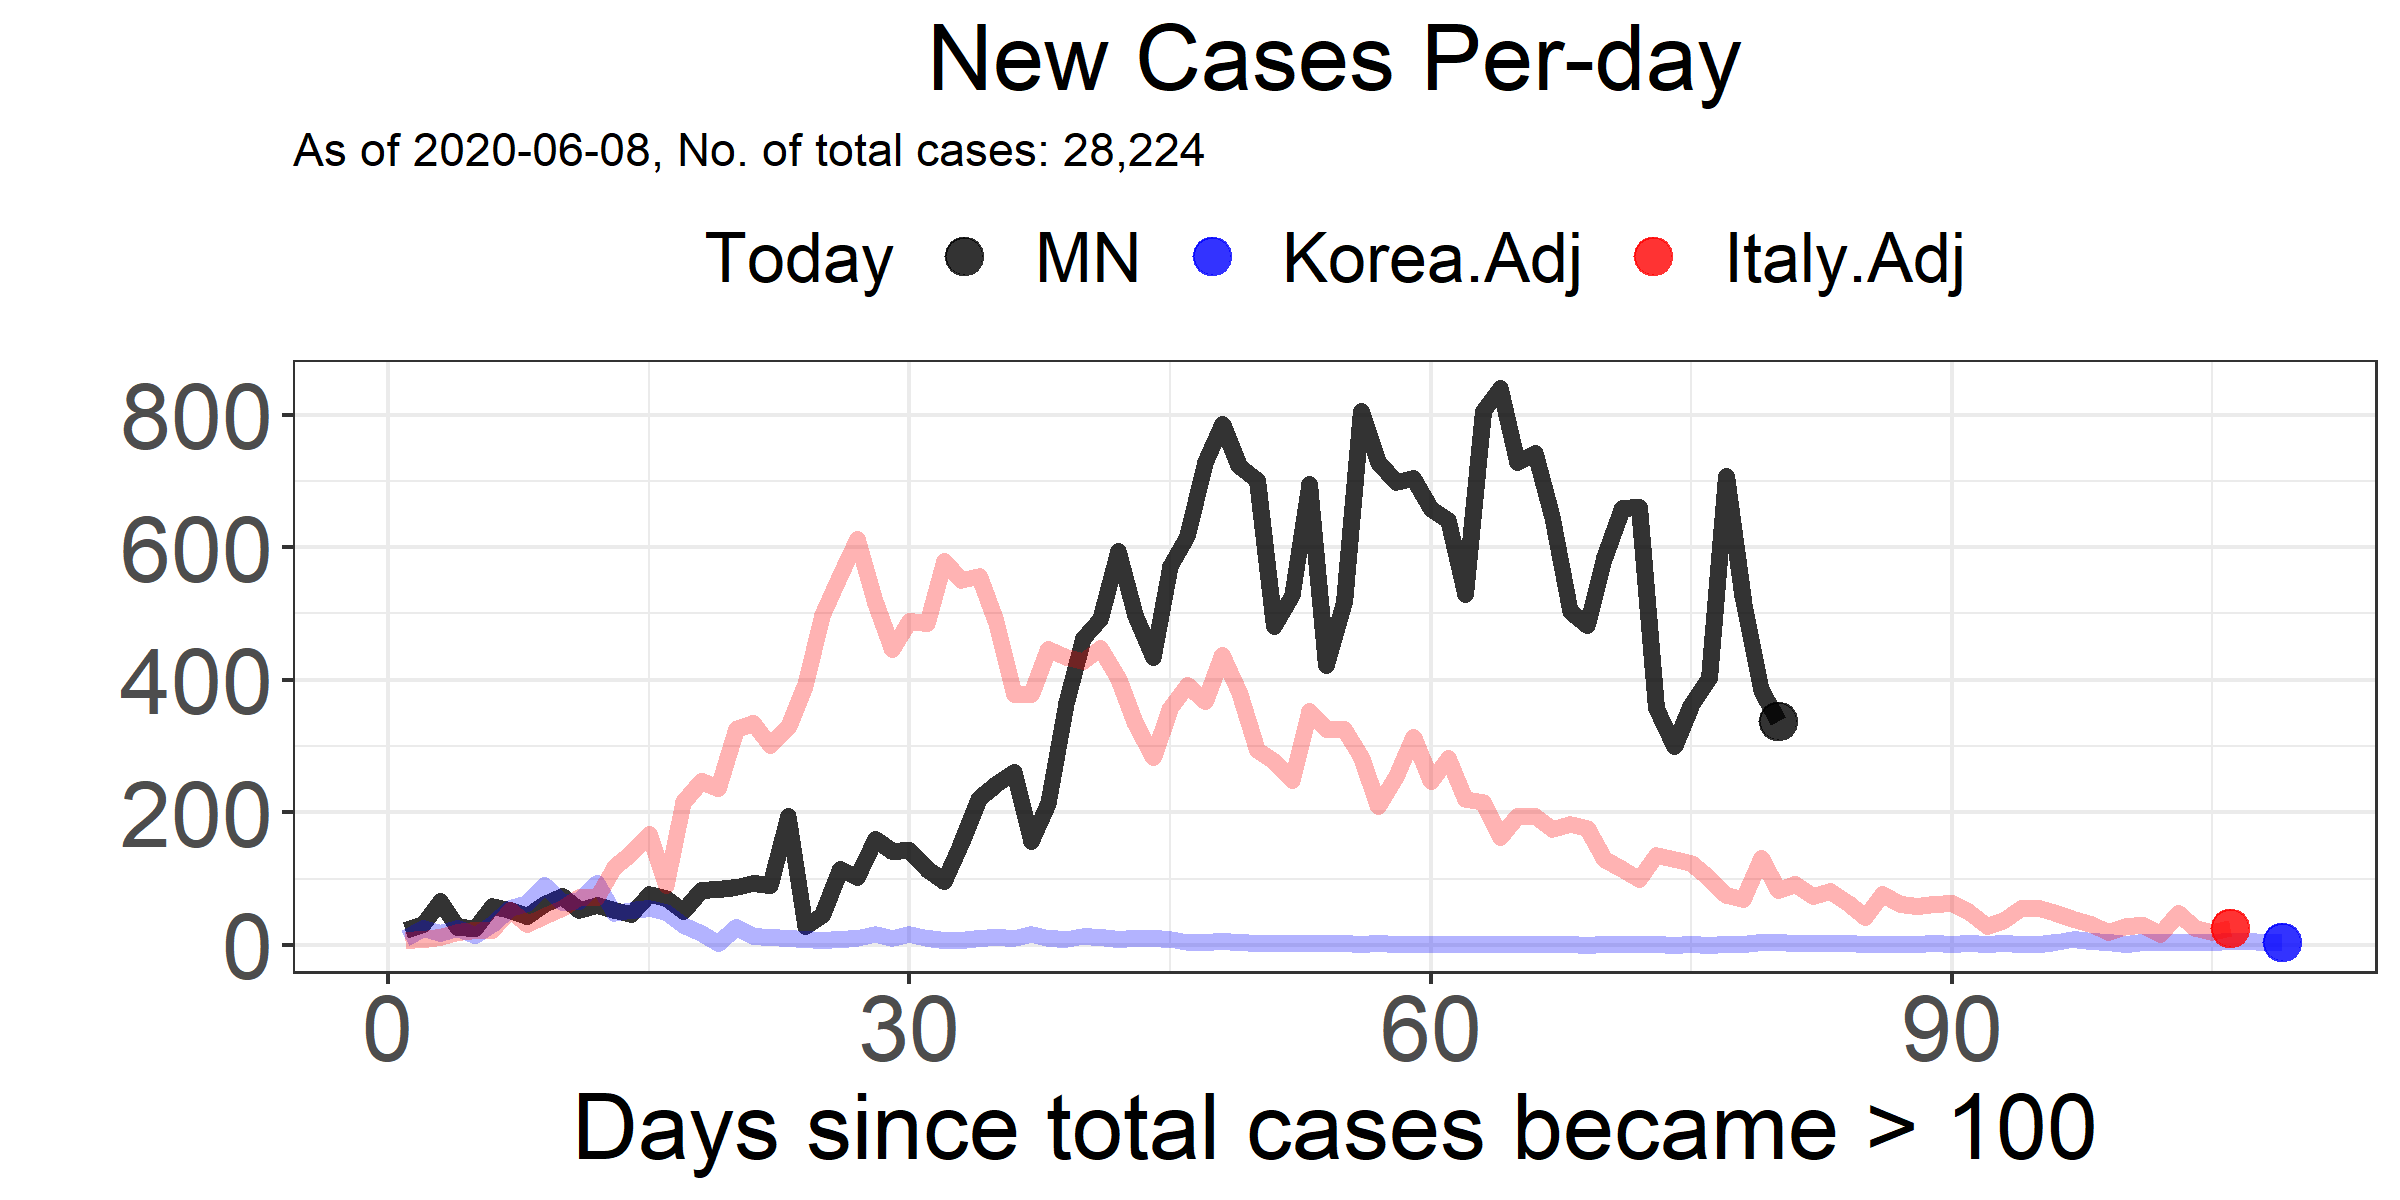 New Cases Per-day
As of 2020-06-08, No. of total cases: 28,224
Today MN Korea.Adj Italy.Adj
800
600
400
200
0
0 30 60 90
Days since total cases became > 100